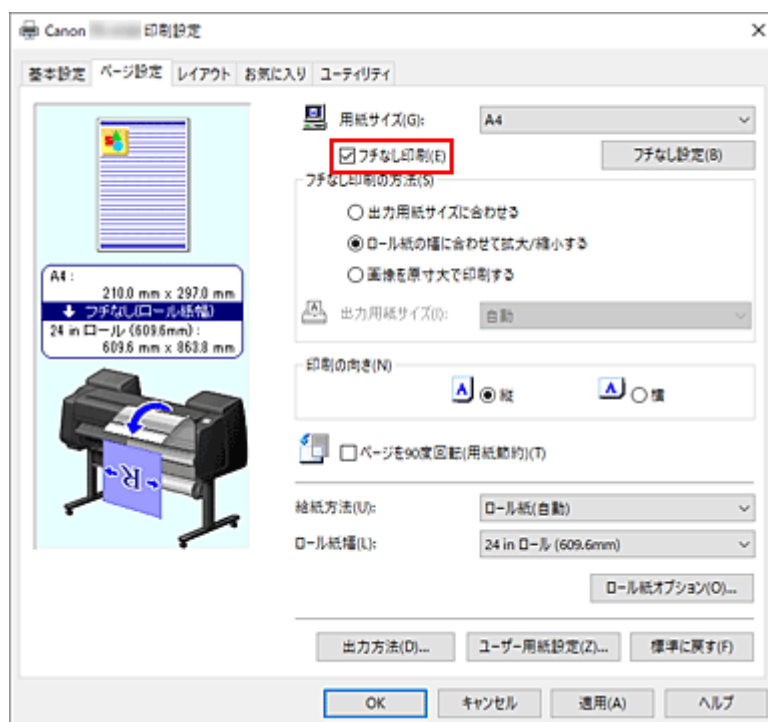 Canon 印刷設定
基本設定 ページ設定 レイアウト お気に入り ユーティリティ
用紙サイズ(G): A4
フチなし印刷(E) フチなし設定(B)
フチなし印刷の方法(S)
出力用紙サイズに合わせる
ロール紙の幅に合わせて拡大/縮小する
画像を原寸大で印刷する
出力用紙サイズ(I): 自動
A4 :
210.0 mm x 297.0 mm
フチなし(ロール紙幅)
24 in ロール (609.6mm) :
609.6 mm x 863.8 mm
印刷の向き(N)
A 縦 A 横
ページを90度回転(用紙節約)(T)
R
給紙方法(U): ロール紙(自動)
ロール紙幅(L): 24 in ロール (609.6mm)
ロール紙オプション(O)...
出力方法(D)... ユーザー用紙設定(Z)... 標準に戻す(F)
OK キャンセル 適用(A) ヘルプ